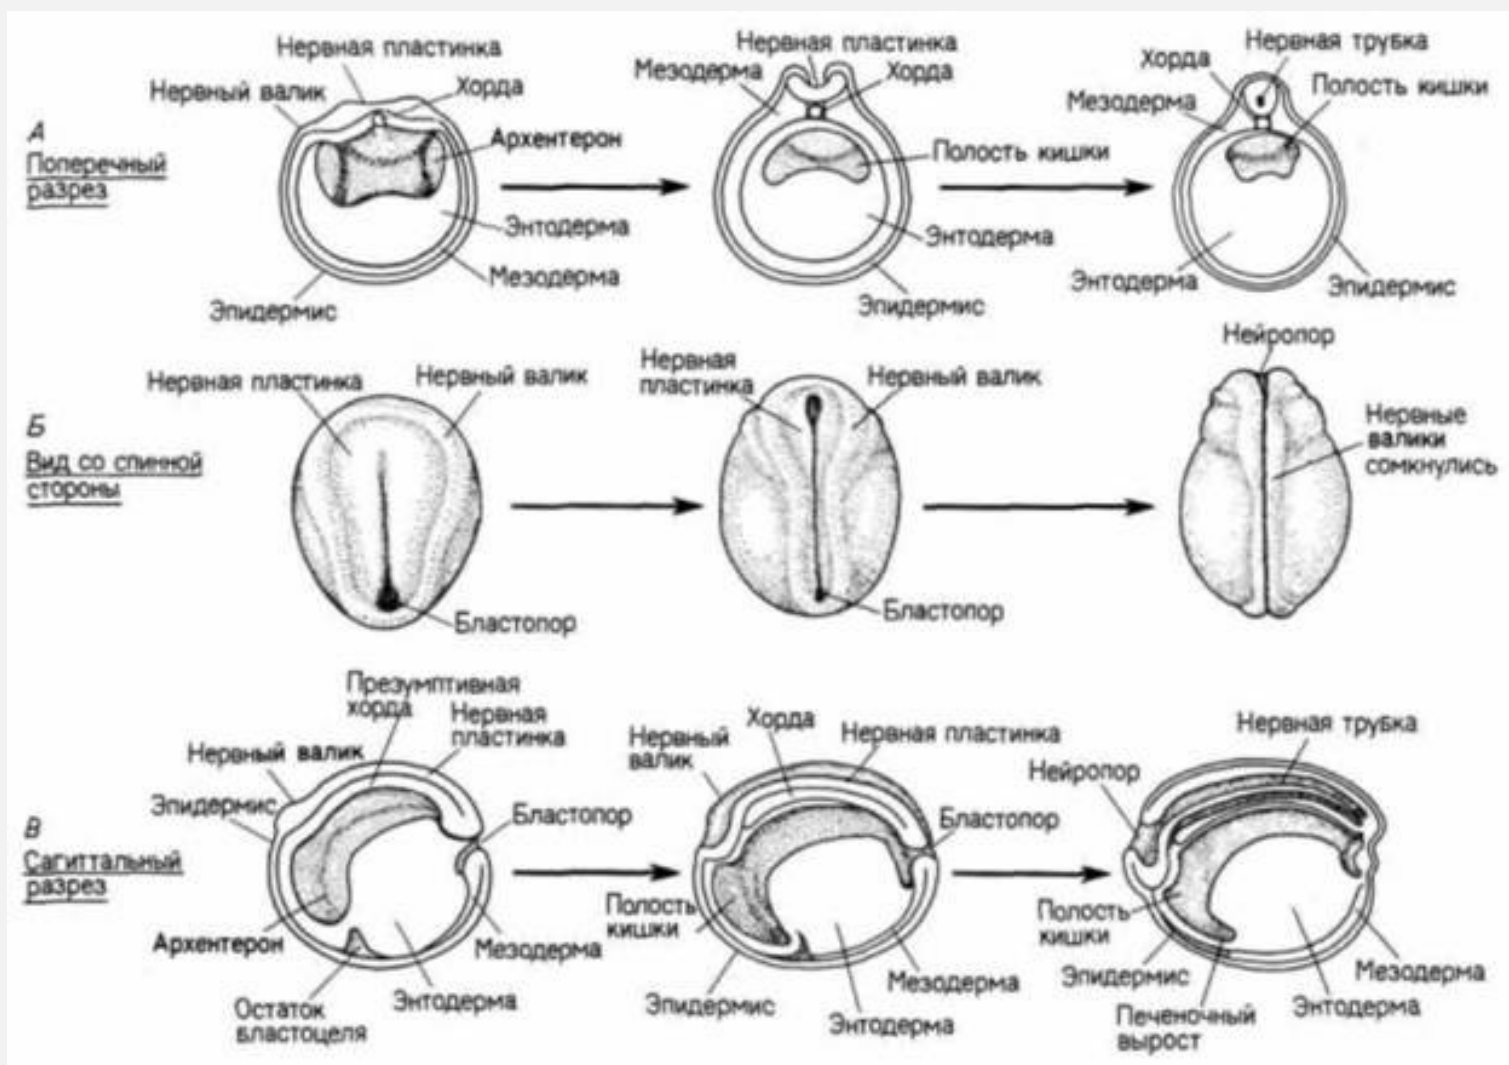 А
Поперечный
разрез
Нервная пластинка
Нервный валик
Хорда
Архентерон
Энтодерма
Мезодерма
Эпидермис
Нервная пластинка
Мезодерма
Хорда
Полость кишки
Энтодерма
Эпидермис
Нервная трубка
Хорда
Полость кишки
Мезодерма
Энтодерма
Эпидермис
Б
Вид со спинной
стороны
Нервная пластинка
Нервный валик
Бластопор
Нервная
пластинка
Нервный валик
Бластопор
Нейропор
Нервные
валики
сомкнулись
В
Сагиттальный
разрез
Презумптивная
хорда
Нервная
пластинка
Нервный валик
Эпидермис
Бластопор
Архентерон
Мезодерма
Остаток
бластоцеля
Энтодерма
Хорда
Нервный
валик
Нервная пластинка
Бластопор
Полость
кишки
Мезодерма
Эпидермис
Энтодерма
Нервная трубка
Нейропор
Полость
кишки
Эпидермис
Мезодерма
Печеночный
вырост
Энтодерма